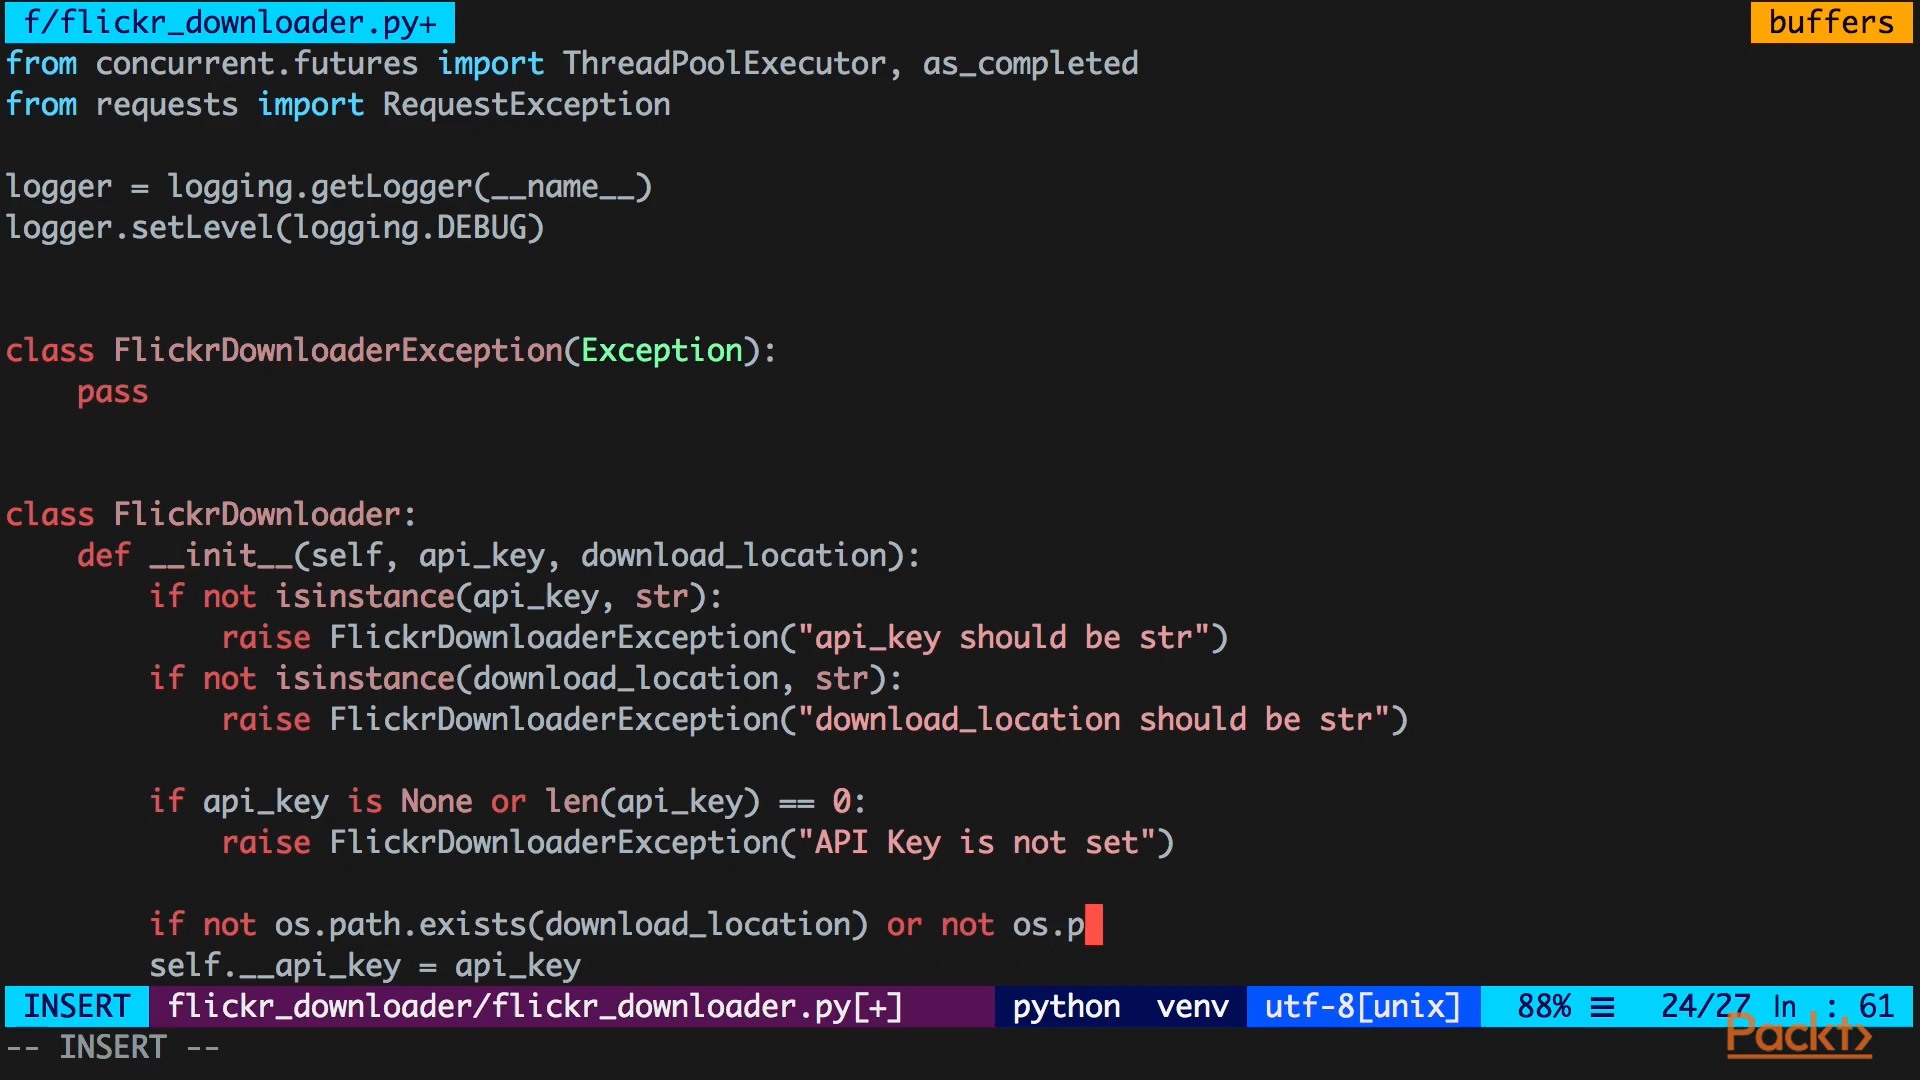 f/flickr_downloader.py+ buffers
from concurrent.futures import ThreadPoolExecutor, as_completed
from requests import RequestException
logger = logging.getLogger(__name__)
logger.setLevel(logging.DEBUG)
class FlickrDownloaderException(Exception):
    pass
class FlickrDownloader:
    def __init__(self, api_key, download_location):
        if not isinstance(api_key, str):
            raise FlickrDownloaderException("api_key should be str")
        if not isinstance(download_location, str):
            raise FlickrDownloaderException("download_location should be str")
        if api_key is None or len(api_key) == 0:
            raise FlickrDownloaderException("API Key is not set")
        if not os.path.exists(download_location) or not os.p
        self.__api_key = api_key
INSERT flickr_downloader/flickr_downloader.py[+] python venv utf-8[unix] 88% ☰ 24/27 ln : 61
-- INSERT --
Packt>